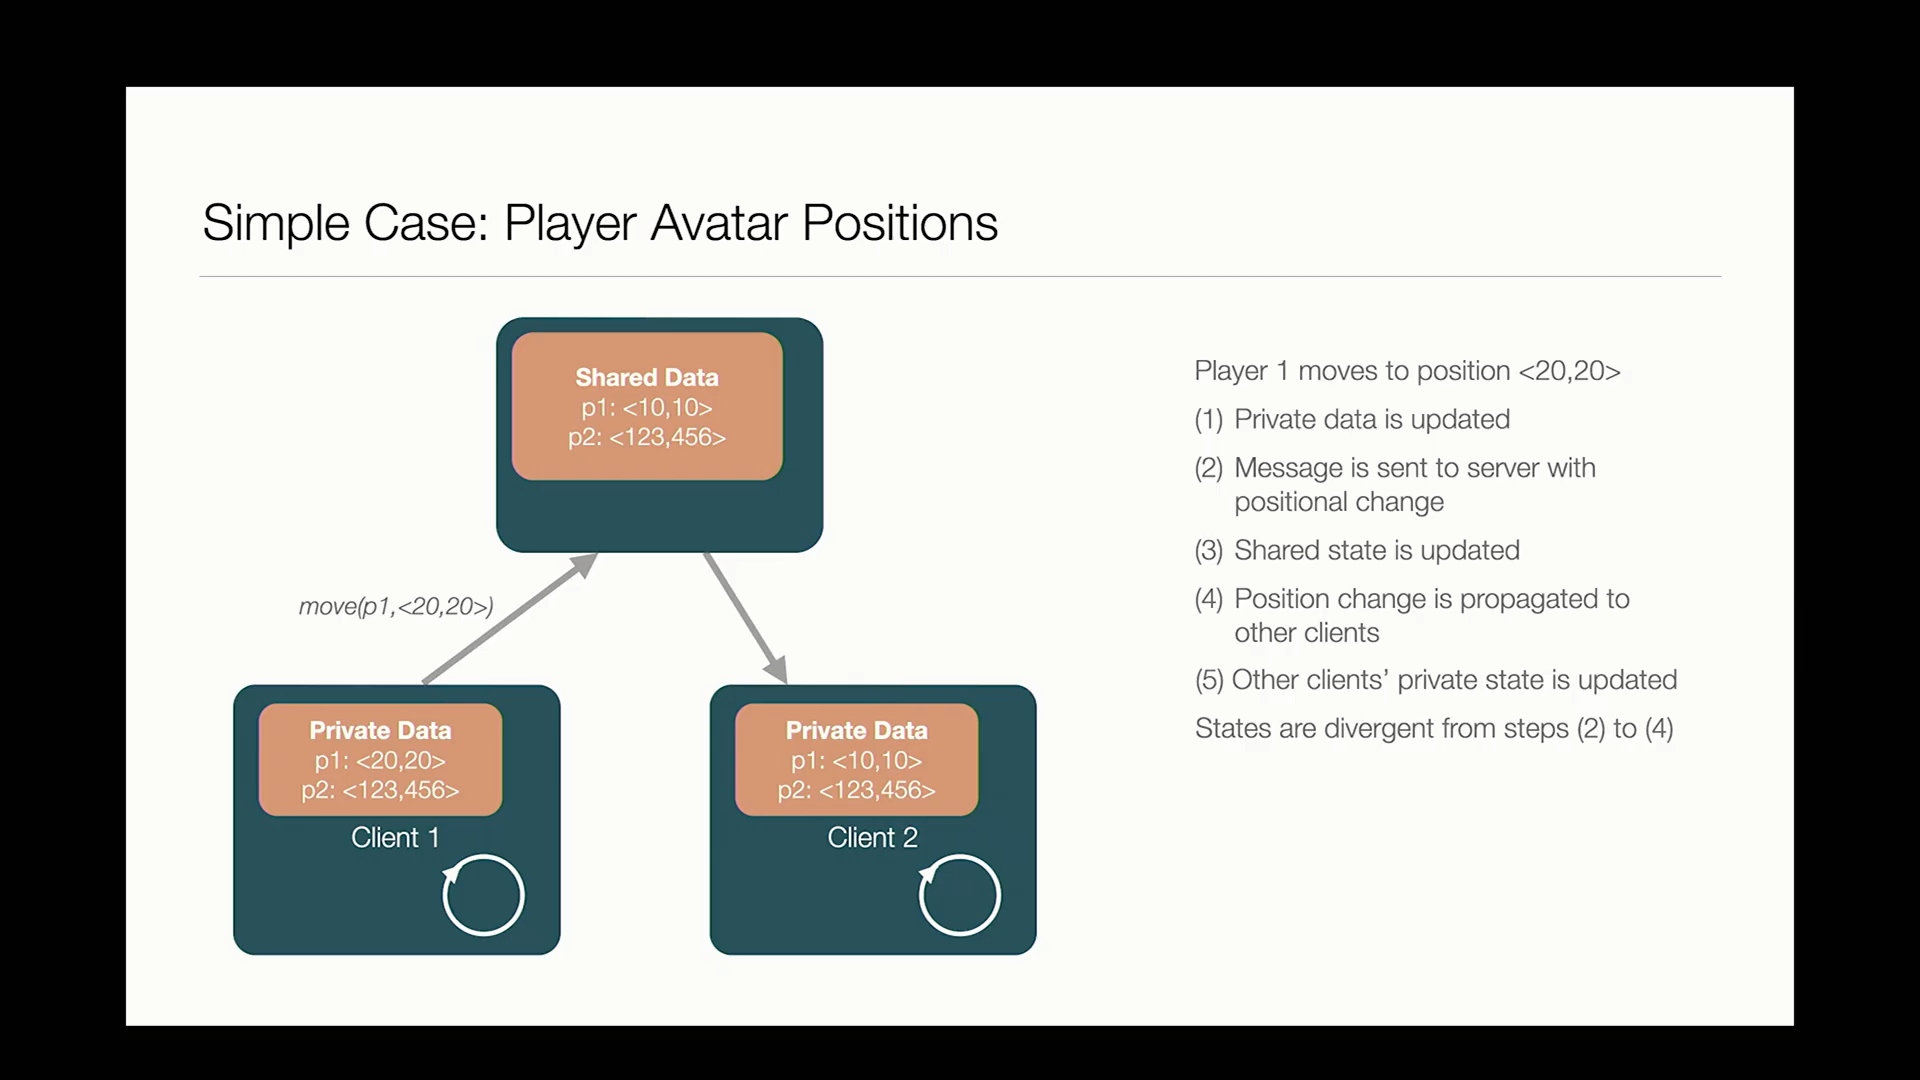 Simple Case: Player Avatar Positions
Shared Data
p1: <10,10>
p2: <123,456>
move(p1,<20,20>)
Private Data
p1: <20,20>
p2: <123,456>
Client 1
Private Data
p1: <10,10>
p2: <123,456>
Client 2
Player 1 moves to position <20,20>
(1) Private data is updated
(2) Message is sent to server with
positional change
(3) Shared state is updated
(4) Position change is propagated to
other clients
(5) Other clients’ private state is updated
States are divergent from steps (2) to (4)